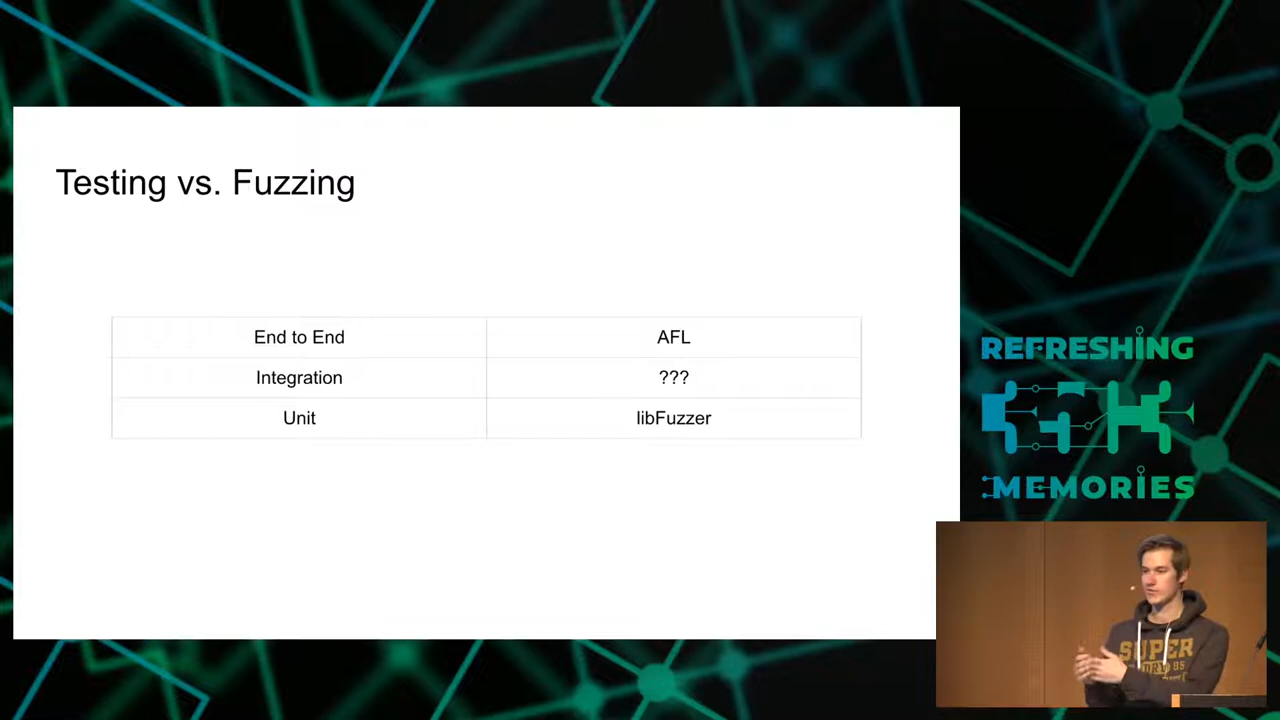 Testing vs. Fuzzing
End to End AFL
Integration ???
Unit libFuzzer
REFRESHING
MEMORIES
SUPER